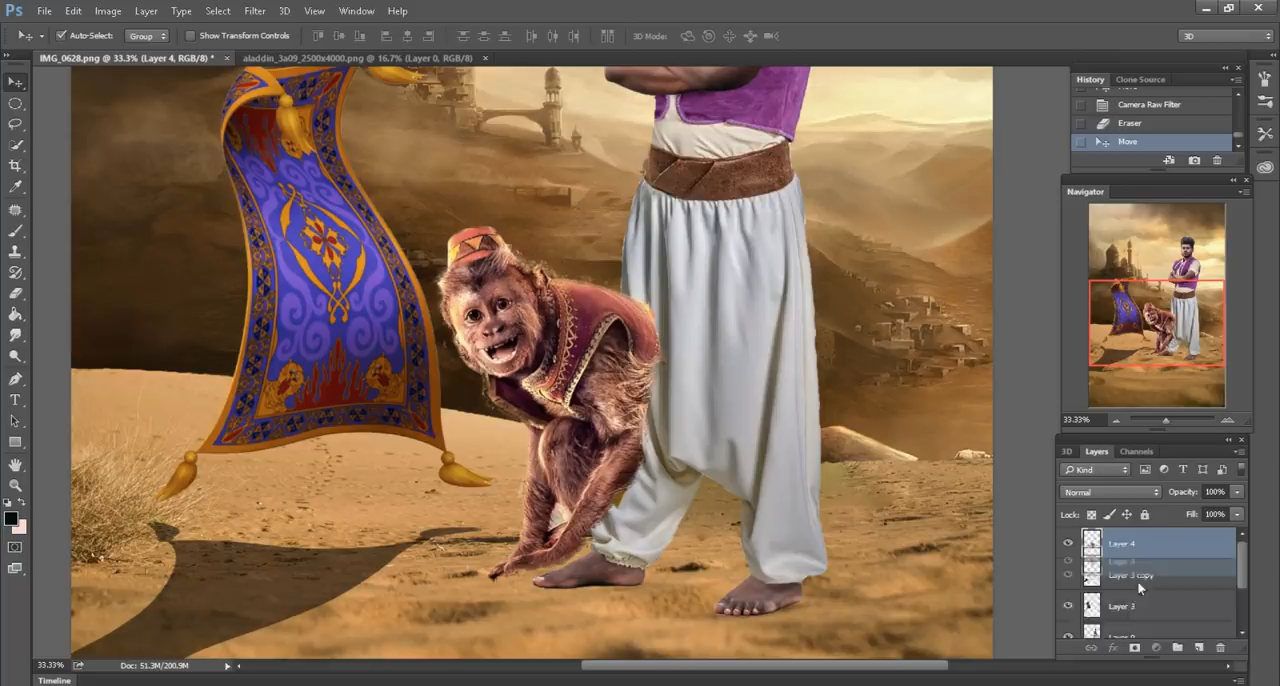 Ps File Edit Image Layer Type Select Filter 3D View Window Help
Auto-Select: Group Show Transform Controls 3D Mode: 3D
IMG_0628.png @ 33.3% (Layer 4, RGB/8) * × aladdin_3a09_2500x4000.png @ 16.7% (Layer 0, RGB/8) ×
History Clone Source
Camera Raw Filter
Eraser
Move
Navigator
33.33%
3D Layers Channels
Kind
Normal Opacity: 100%
Lock: Fill: 100%
Layer 4
Layer 3 copy
Layer 3
33.33% Doc: 51.3M/200.9M
Timeline